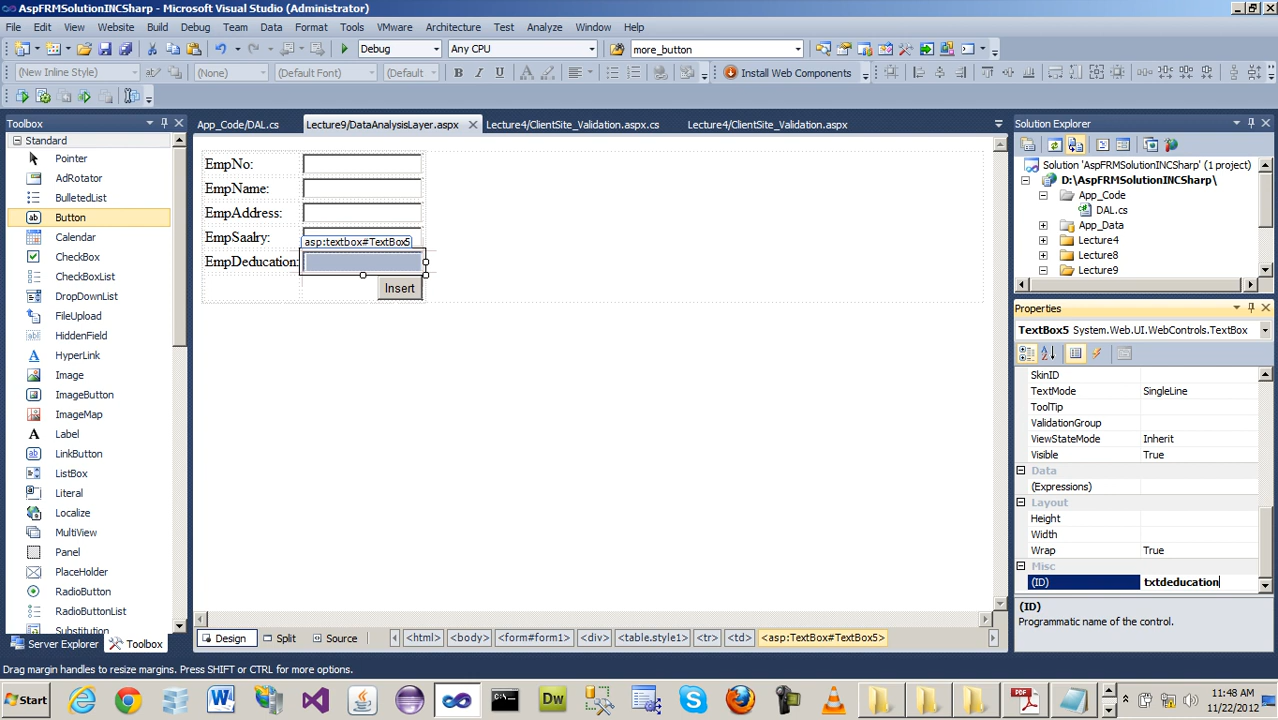 AspFRMSolutionINCSharp - Microsoft Visual Studio (Administrator)
File Edit View Website Build Debug Team Data Format Tools VMware Architecture Test Analyze Window Help
Debug Any CPU more_button
(New Inline Style) (None) (Default Font) (Default Install Web Components
Toolbox
App_Code/DAL.cs Lecture9/DataAnalysisLayer.aspx Lecture4/ClientSite_Validation.aspx.cs Lecture4/ClientSite_Validation.aspx
Standard
Pointer
AdRotator
BulletedList
Button
Calendar
CheckBox
CheckBoxList
DropDownList
FileUpload
HiddenField
HyperLink
Image
ImageButton
ImageMap
Label
LinkButton
ListBox
Literal
Localize
MultiView
Panel
PlaceHolder
RadioButton
RadioButtonList
Substitution
Server Explorer Toolbox
EmpNo:
EmpName:
EmpAddress:
EmpSaalry:
asp:textbox#TextBox5
EmpDeducation:
Insert
Design Split Source <html> <body> <form#form1> <div> <table.style1> <tr> <td> <asp:TextBox#TextBox5>
Solution Explorer
Solution 'AspFRMSolutionINCSharp' (1 project)
D:\AspFRMSolutionINCSharp\
App_Code
DAL.cs
App_Data
Lecture4
Lecture8
Lecture9
Properties
TextBox5 System.Web.UI.WebControls.TextBox
SkinID
TextMode SingleLine
ToolTip
ValidationGroup
ViewStateMode Inherit
Visible True
Data
(Expressions)
Layout
Height
Width
Wrap True
Misc
(ID) txtdeducation
(ID)
Programmatic name of the control.
Drag margin handles to resize margins. Press SHIFT or CTRL for more options.
Start
1:48 AM
11/22/2012